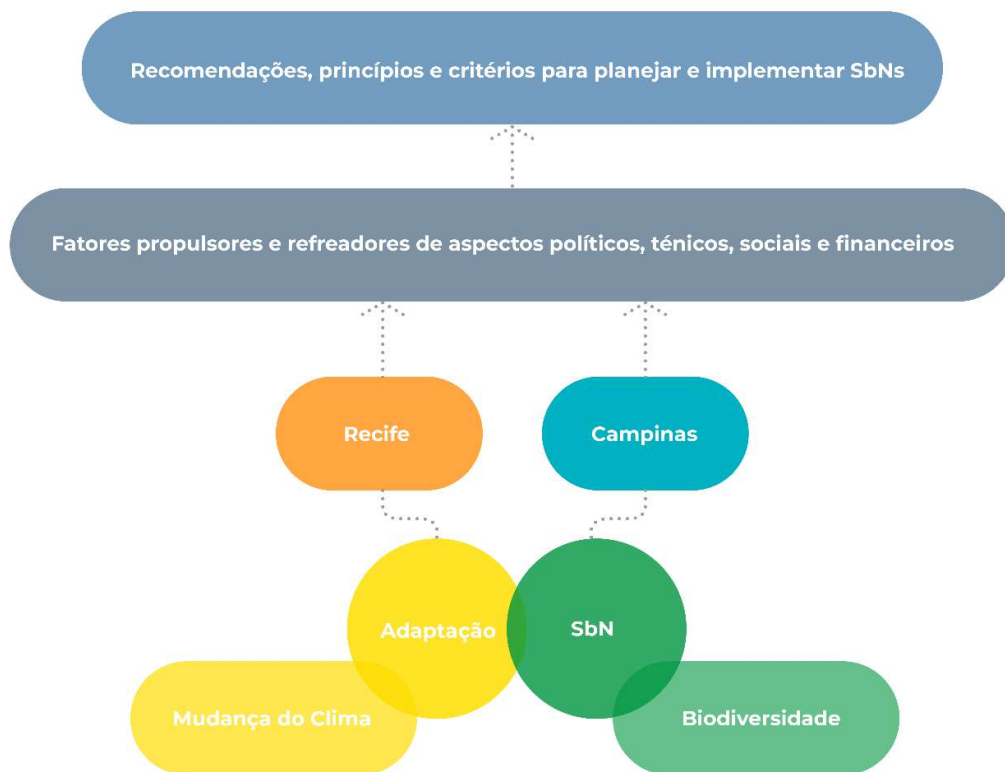 Recomendações, princípios e critérios para planejar e implementar SbNs
Fatores propulsores e refreadores de aspectos políticos, ténicos, sociais e financeiros
Recife
Campinas
Adaptação
SbN
Mudança do Clima
Biodiversidade